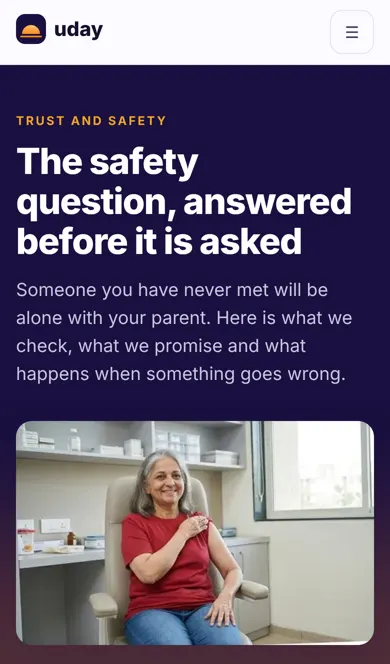 uday
TRUST AND SAFETY
The safety
question, answered
before it is asked
Someone you have never met will be
alone with your parent. Here is what we
check, what we promise and what
happens when something goes wrong.